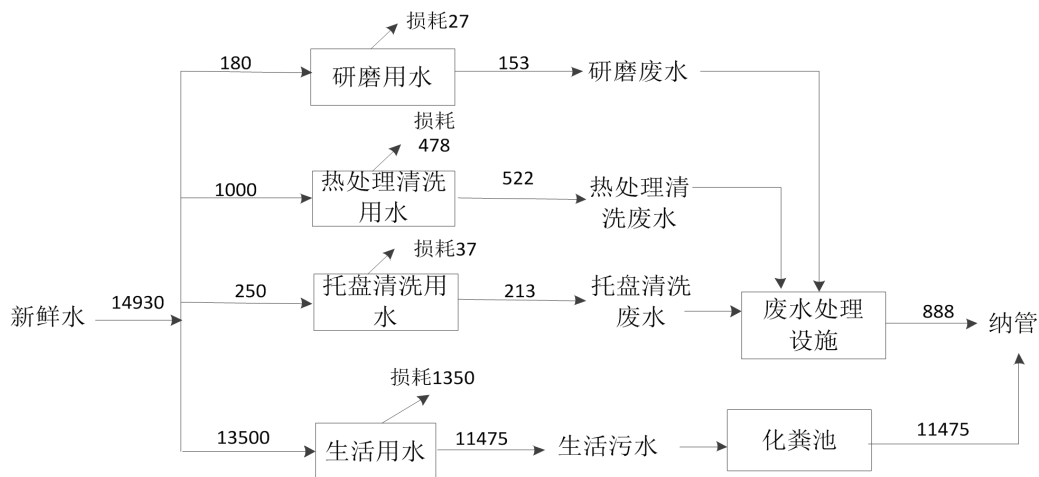 损耗27
180
研磨用水
153
研磨废水
损耗
478
1000
热处理清洗
用水
522
热处理清
洗废水
损耗37
250
托盘清洗用
水
213
托盘清洗
废水
新鲜水
14930
废水处理
设施
888
纳管
损耗1350
13500
生活用水
11475
生活污水
化粪池
11475